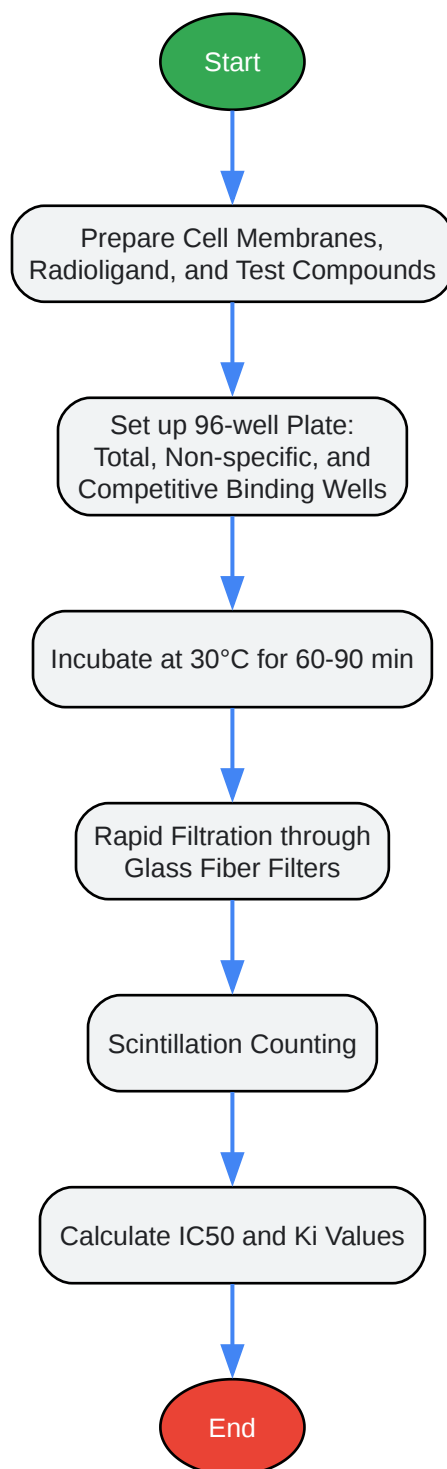 Start
Prepare Cell Membranes,
Radioligand, and Test Compounds
Set up 96-well Plate:
Total, Non-specific, and
Competitive Binding Wells
Incubate at 30°C for 60-90 min
Rapid Filtration through
Glass Fiber Filters
Scintillation Counting
Calculate IC50 and Ki Values
End